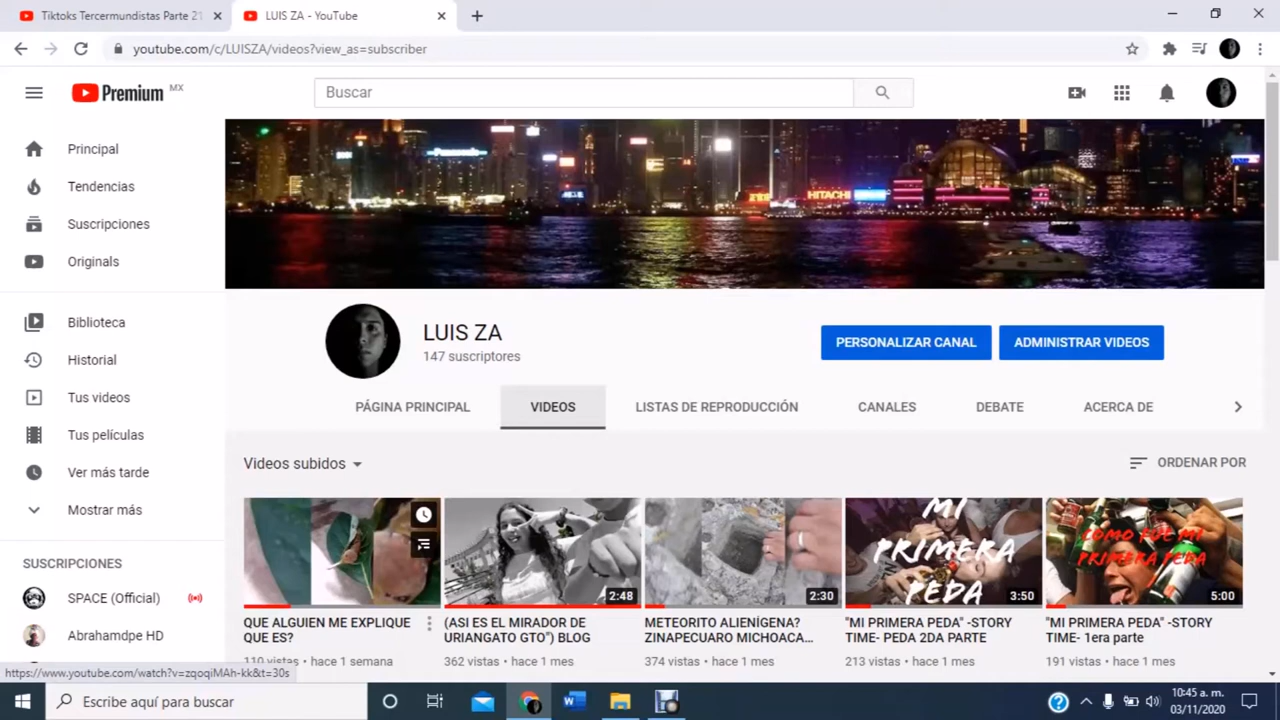 Tiktoks Tercermundistas Parte 21
LUIS ZA - YouTube
youtube.com/c/LUISZA/videos?view_as=subscriber
Premium MX
Buscar
Principal
Tendencias
Suscripciones
Originals
Biblioteca
Historial
Tus videos
Tus películas
Ver más tarde
Mostrar más
SUSCRIPCIONES
SPACE (Official)
Abrahamdpe HD
HITACHI
LUIS ZA
147 suscriptores
PERSONALIZAR CANAL
ADMINISTRAR VIDEOS
PÁGINA PRINCIPAL
VIDEOS
LISTAS DE REPRODUCCIÓN
CANALES
DEBATE
ACERCA DE
Videos subidos
ORDENAR POR
QUE ALGUIEN ME EXPLIQUE
QUE ES?
110 vistas · hace 1 semana
2:48
(ASI ES EL MIRADOR DE
URIANGATO GTO") BLOG
362 vistas · hace 1 mes
2:30
METEORITO ALIENÍGENA?
ZINAPECUARO MICHOACA...
374 vistas · hace 1 mes
MI
PRIMERA
PEDA
3:50
"MI PRIMERA PEDA" -STORY
TIME- PEDA 2DA PARTE
213 vistas · hace 1 mes
COMO FUE MI
PRIMERA PEDA
5:00
"MI PRIMERA PEDA" -STORY
TIME- 1era parte
191 vistas · hace 1 mes
https://www.youtube.com/watch?v=zqoqiMAh-kk&t=30s
Escribe aquí para buscar
10:45 a. m.
03/11/2020